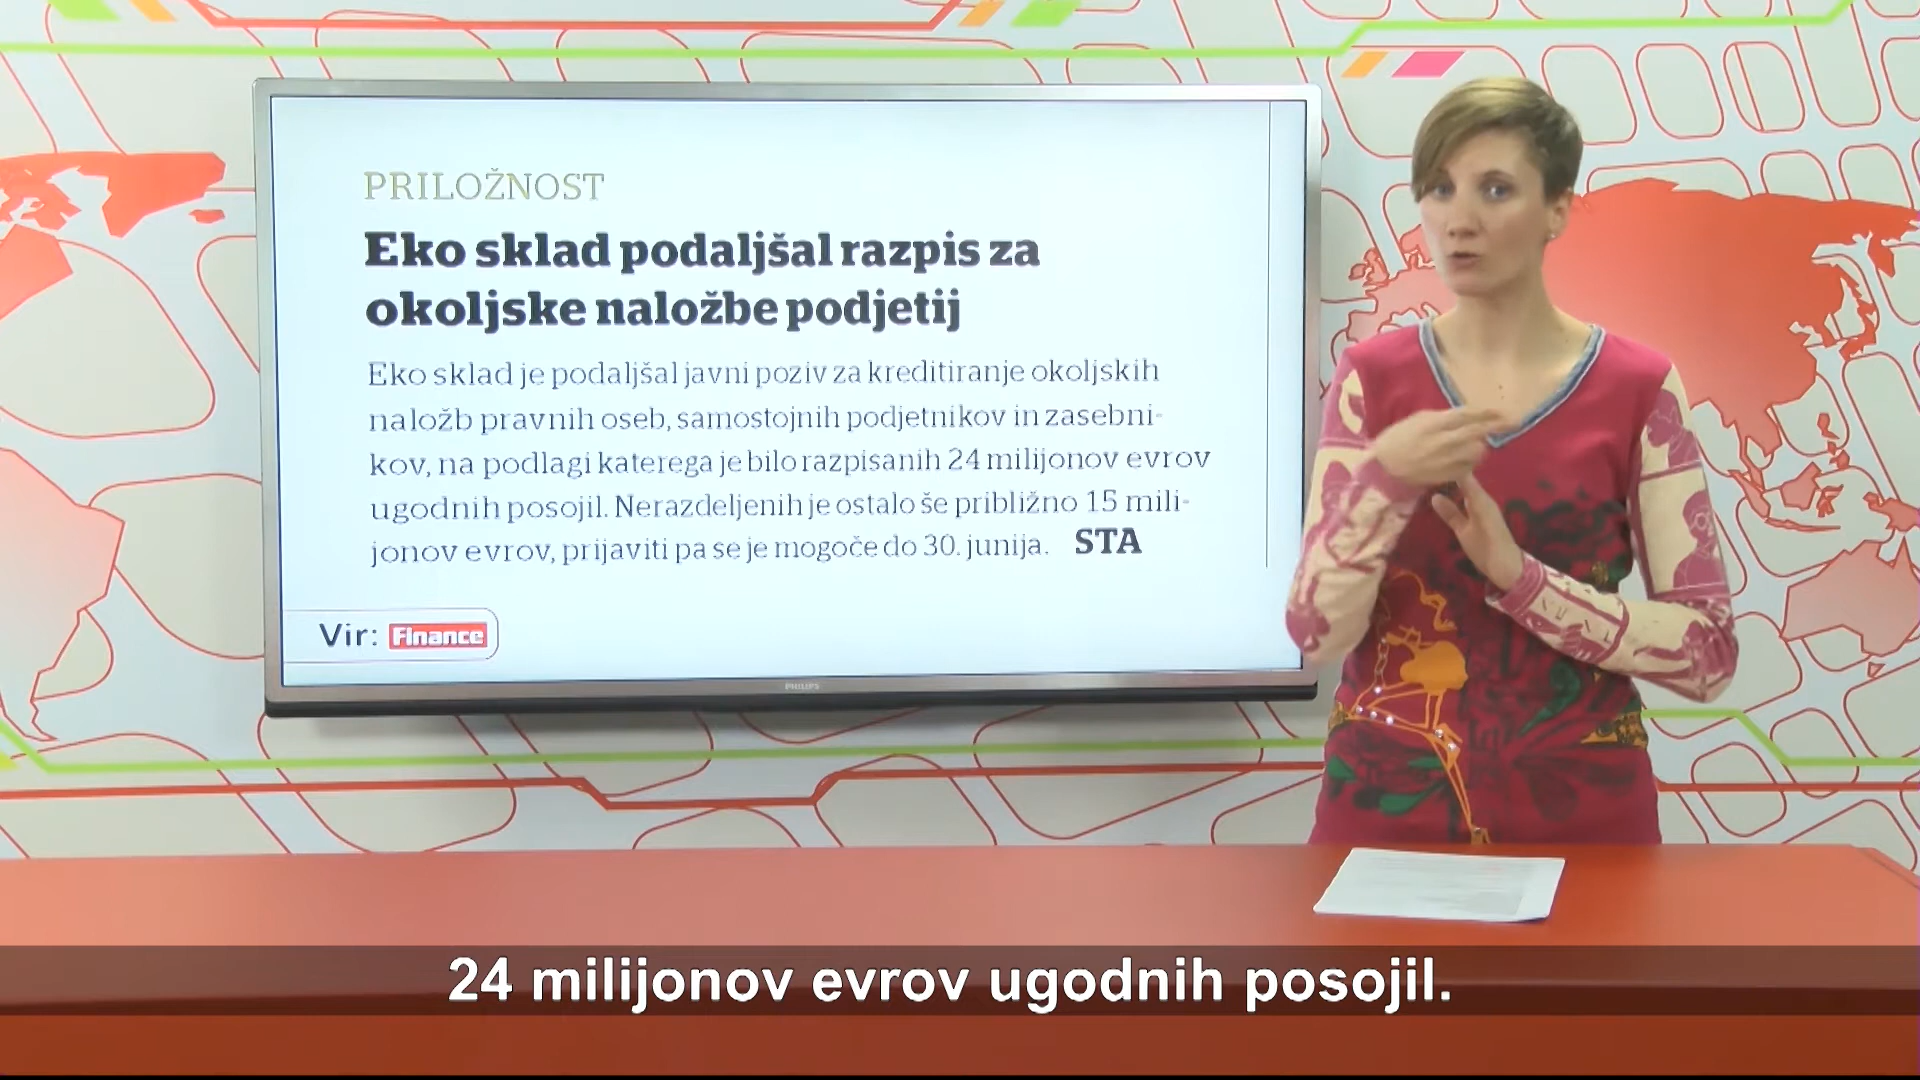 PRILOŽNOST
Eko sklad podaljšal razpis za
okoljske naložbe podjetij
Eko sklad je podaljšal javni poziv za kreditiranje okoljskih
naložb pravnih oseb, samostojnih podjetnikov in zasebni-
kov, na podlagi katerega je bilo razpisanih 24 milijonov evrov
ugodnih posojil. Nerazdeljenih je ostalo še približno 15 mili-
jonov evrov, prijaviti pa se je mogoče do 30. junija. STA
Vir: Finance
PHILIPS
24 milijonov evrov ugodnih posojil.